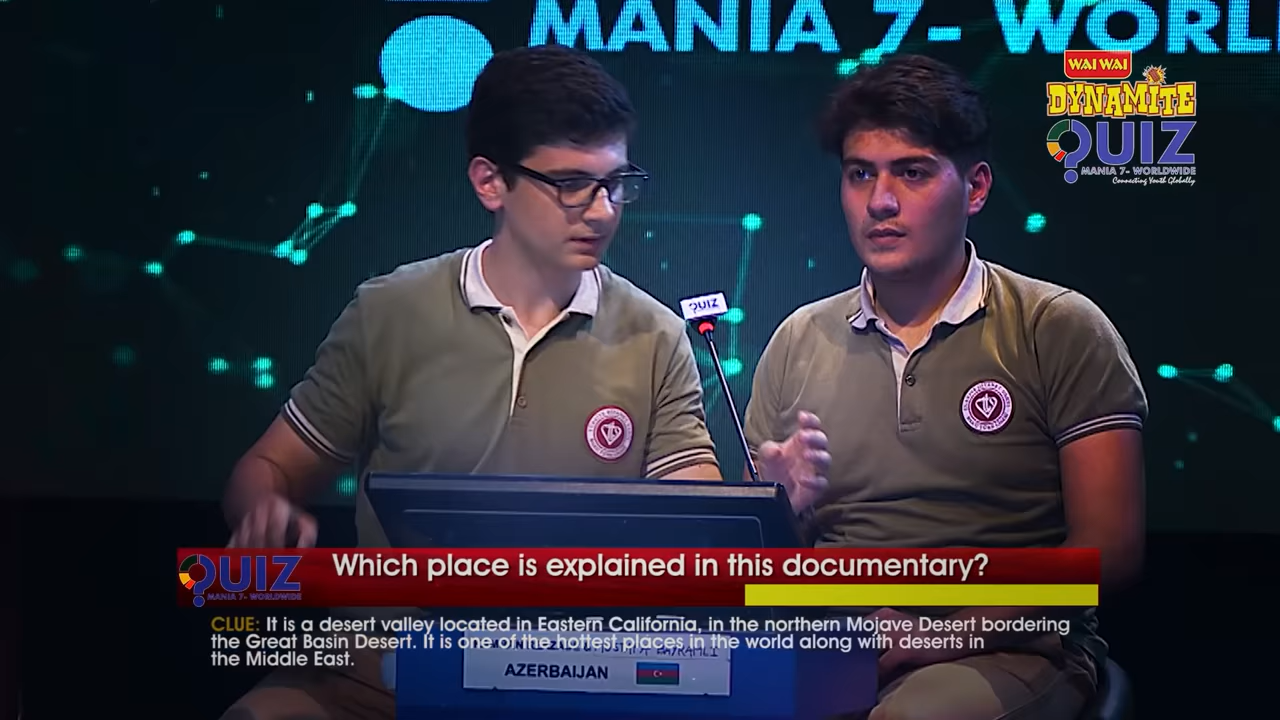 MANIA 7- WORL
WAI WAI
DYNAMITE
QUIZ
MANIA 7- WORLDWIDE
Connecting Youth Globally
QUIZ
QUIZ
MANIA 7- WORLDWIDE
Which place is explained in this documentary?
CLUE: It is a desert valley located in Eastern California, in the northern Mojave Desert bordering
the Great Basin Desert. It is one of the hottest places in the world along with deserts in
the Middle East.
AZERBAIJAN